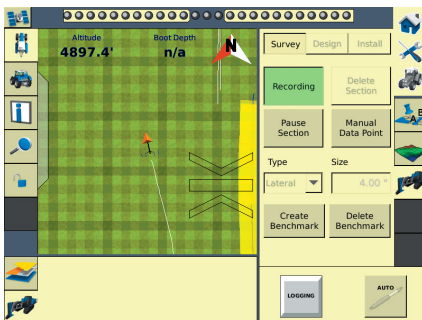 Altitude
4897.4'
Boot Depth
n/a
N
Survey
Design
Install
Recording
Delete
Section
Pause
Section
Manual
Data Point
Type
Size
Lateral
4.00 "
Create
Benchmark
Delete
Benchmark
LOGGING
AUTO
A
B